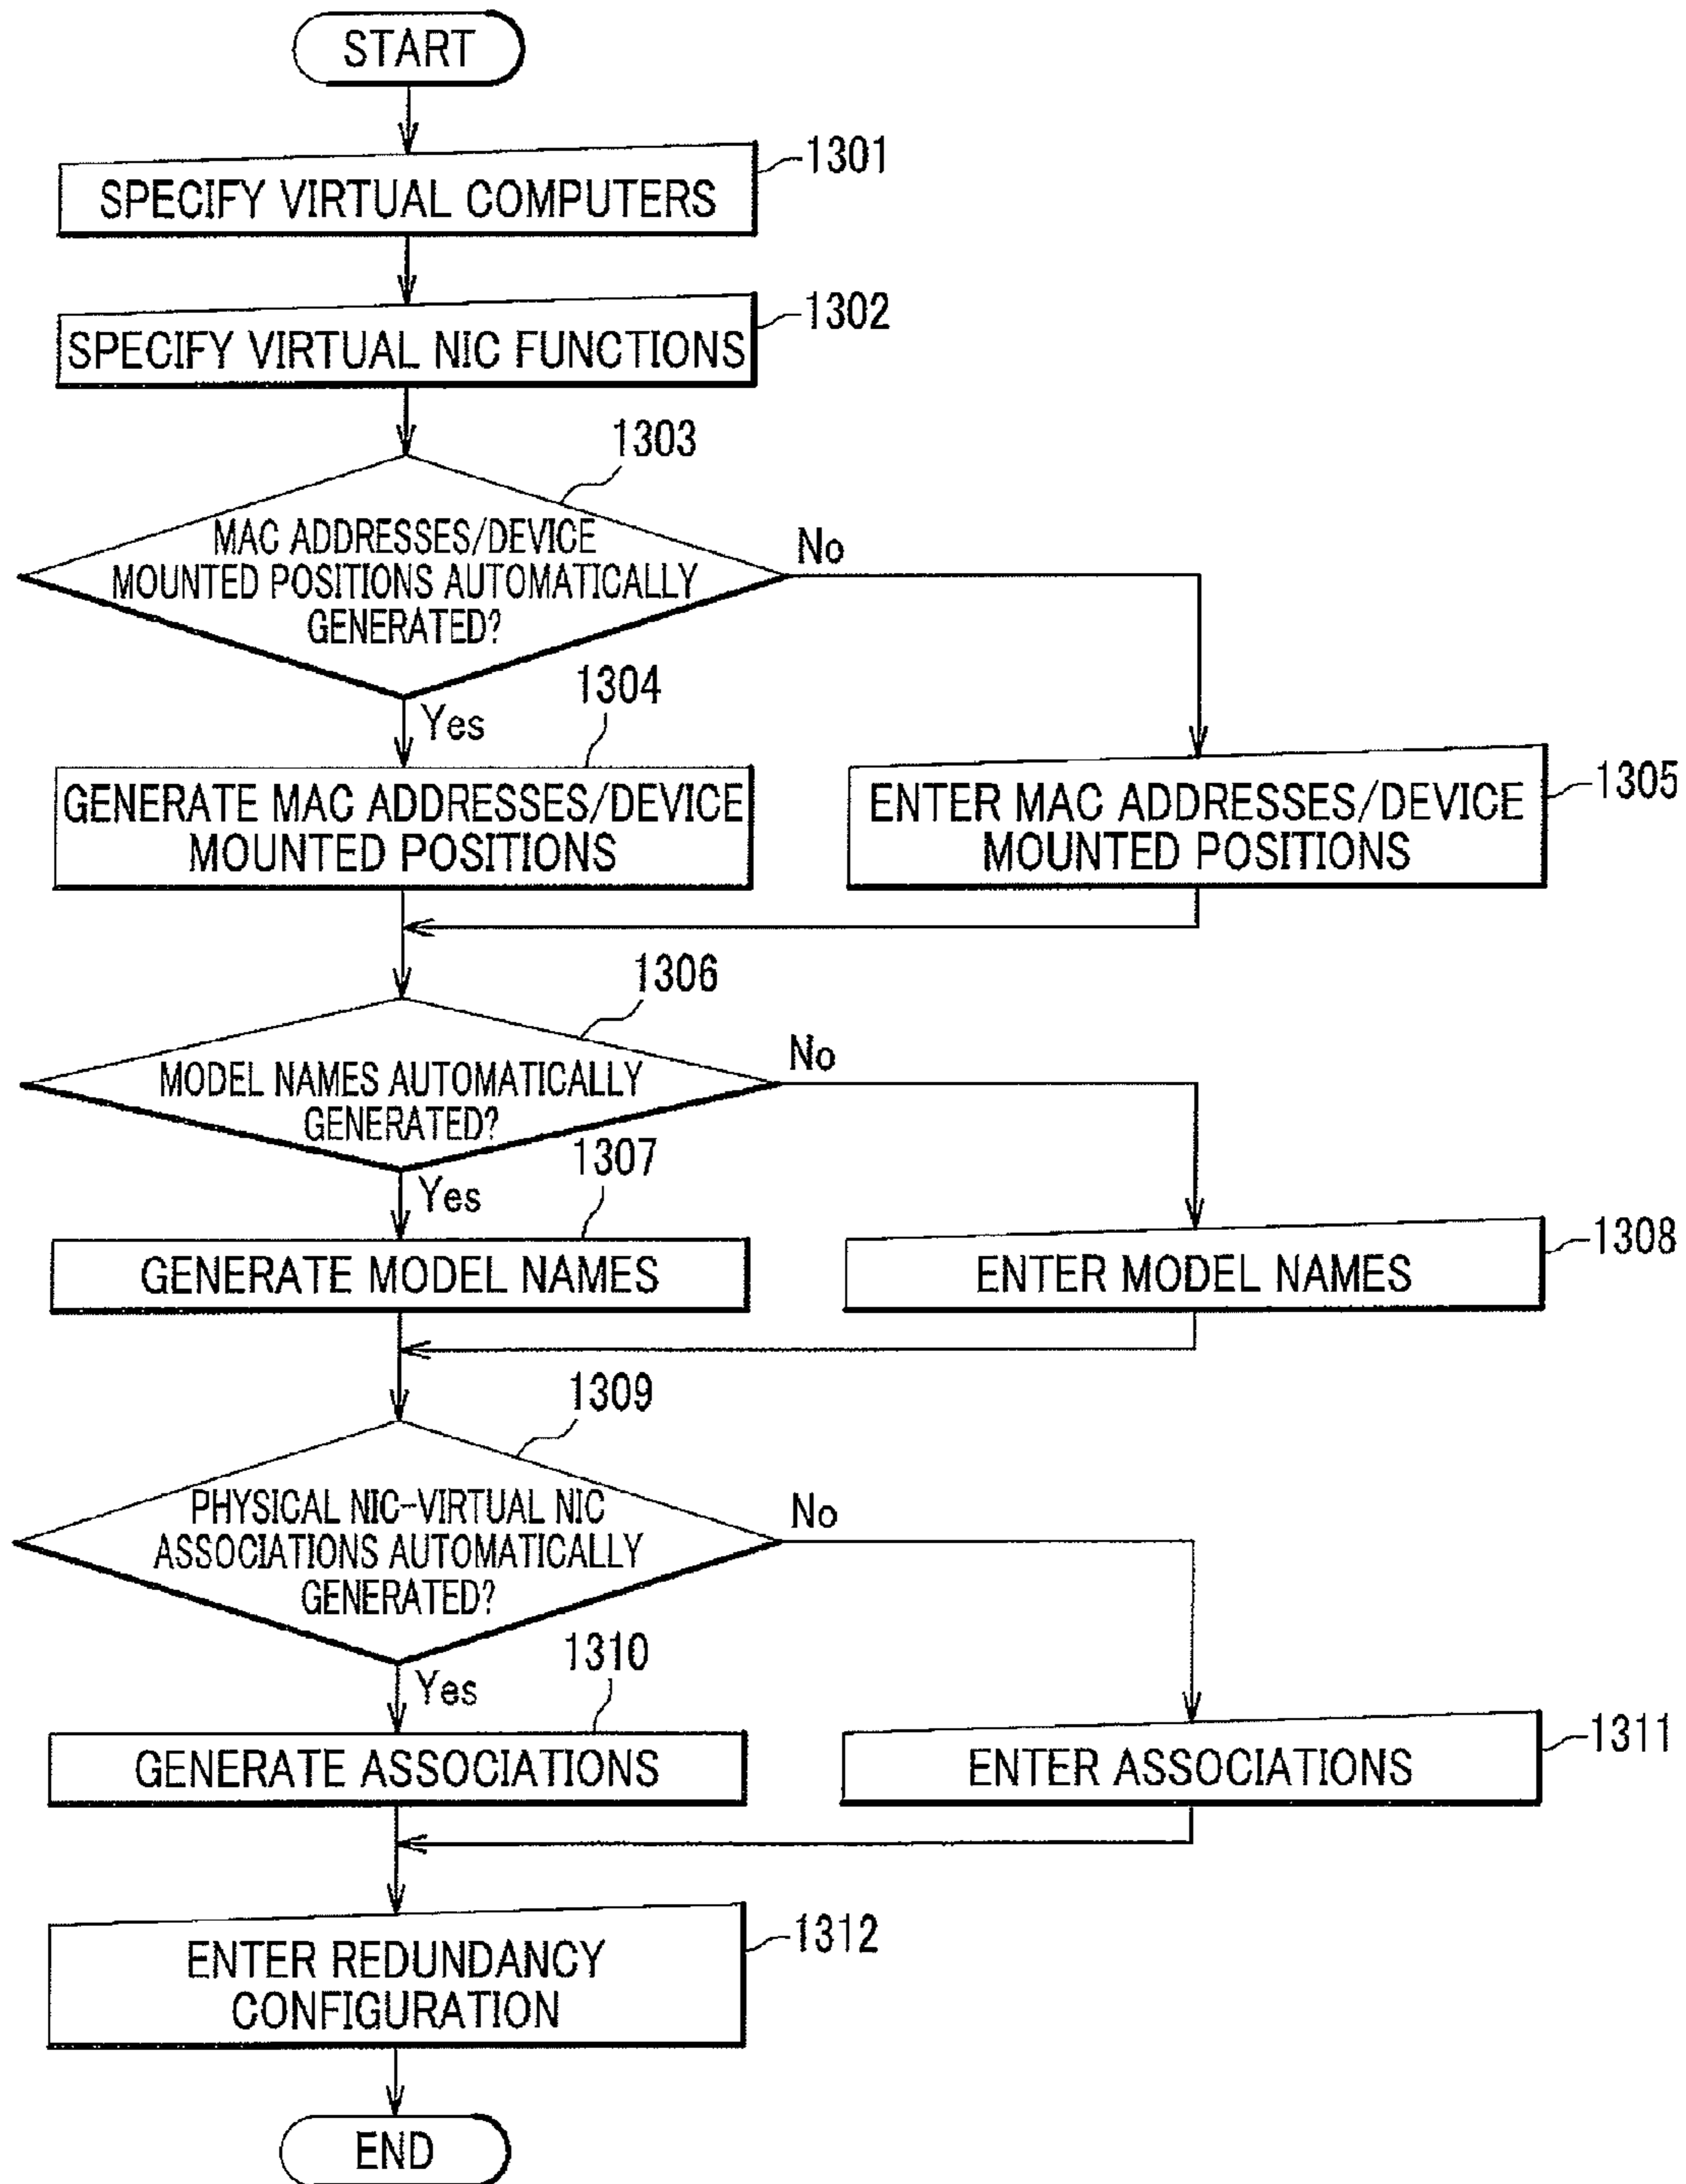 START
1301
SPECIFY VIRTUAL COMPUTERS
1302
SPECIFY VIRTUAL NIC FUNCTIONS
1303
MAC ADDRESSES/DEVICE
MOUNTED POSITIONS AUTOMATICALLY
GENERATED?
No
Yes
1304
GENERATE MAC ADDRESSES/DEVICE
MOUNTED POSITIONS
1305
ENTER MAC ADDRESSES/DEVICE
MOUNTED POSITIONS
1306
MODEL NAMES AUTOMATICALLY
GENERATED?
No
Yes
1307
GENERATE MODEL NAMES
1308
ENTER MODEL NAMES
1309
PHYSICAL NIC-VIRTUAL NIC
ASSOCIATIONS AUTOMATICALLY
GENERATED?
No
Yes
1310
GENERATE ASSOCIATIONS
1311
ENTER ASSOCIATIONS
1312
ENTER REDUNDANCY
CONFIGURATION
END